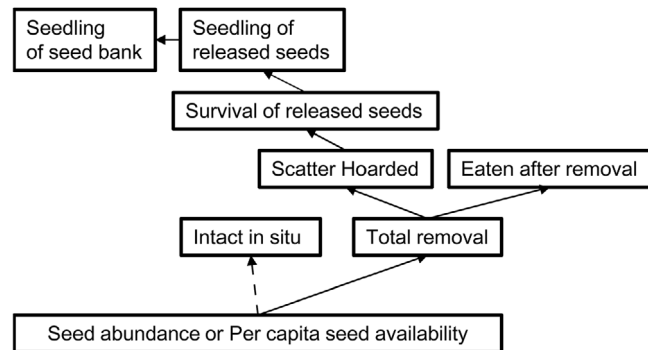 Seedling
of seed bank
Seedling of
released seeds
Survival of released seeds
Scatter Hoarded
Eaten after removal
Intact in situ
Total removal
Seed abundance or Per capita seed availability